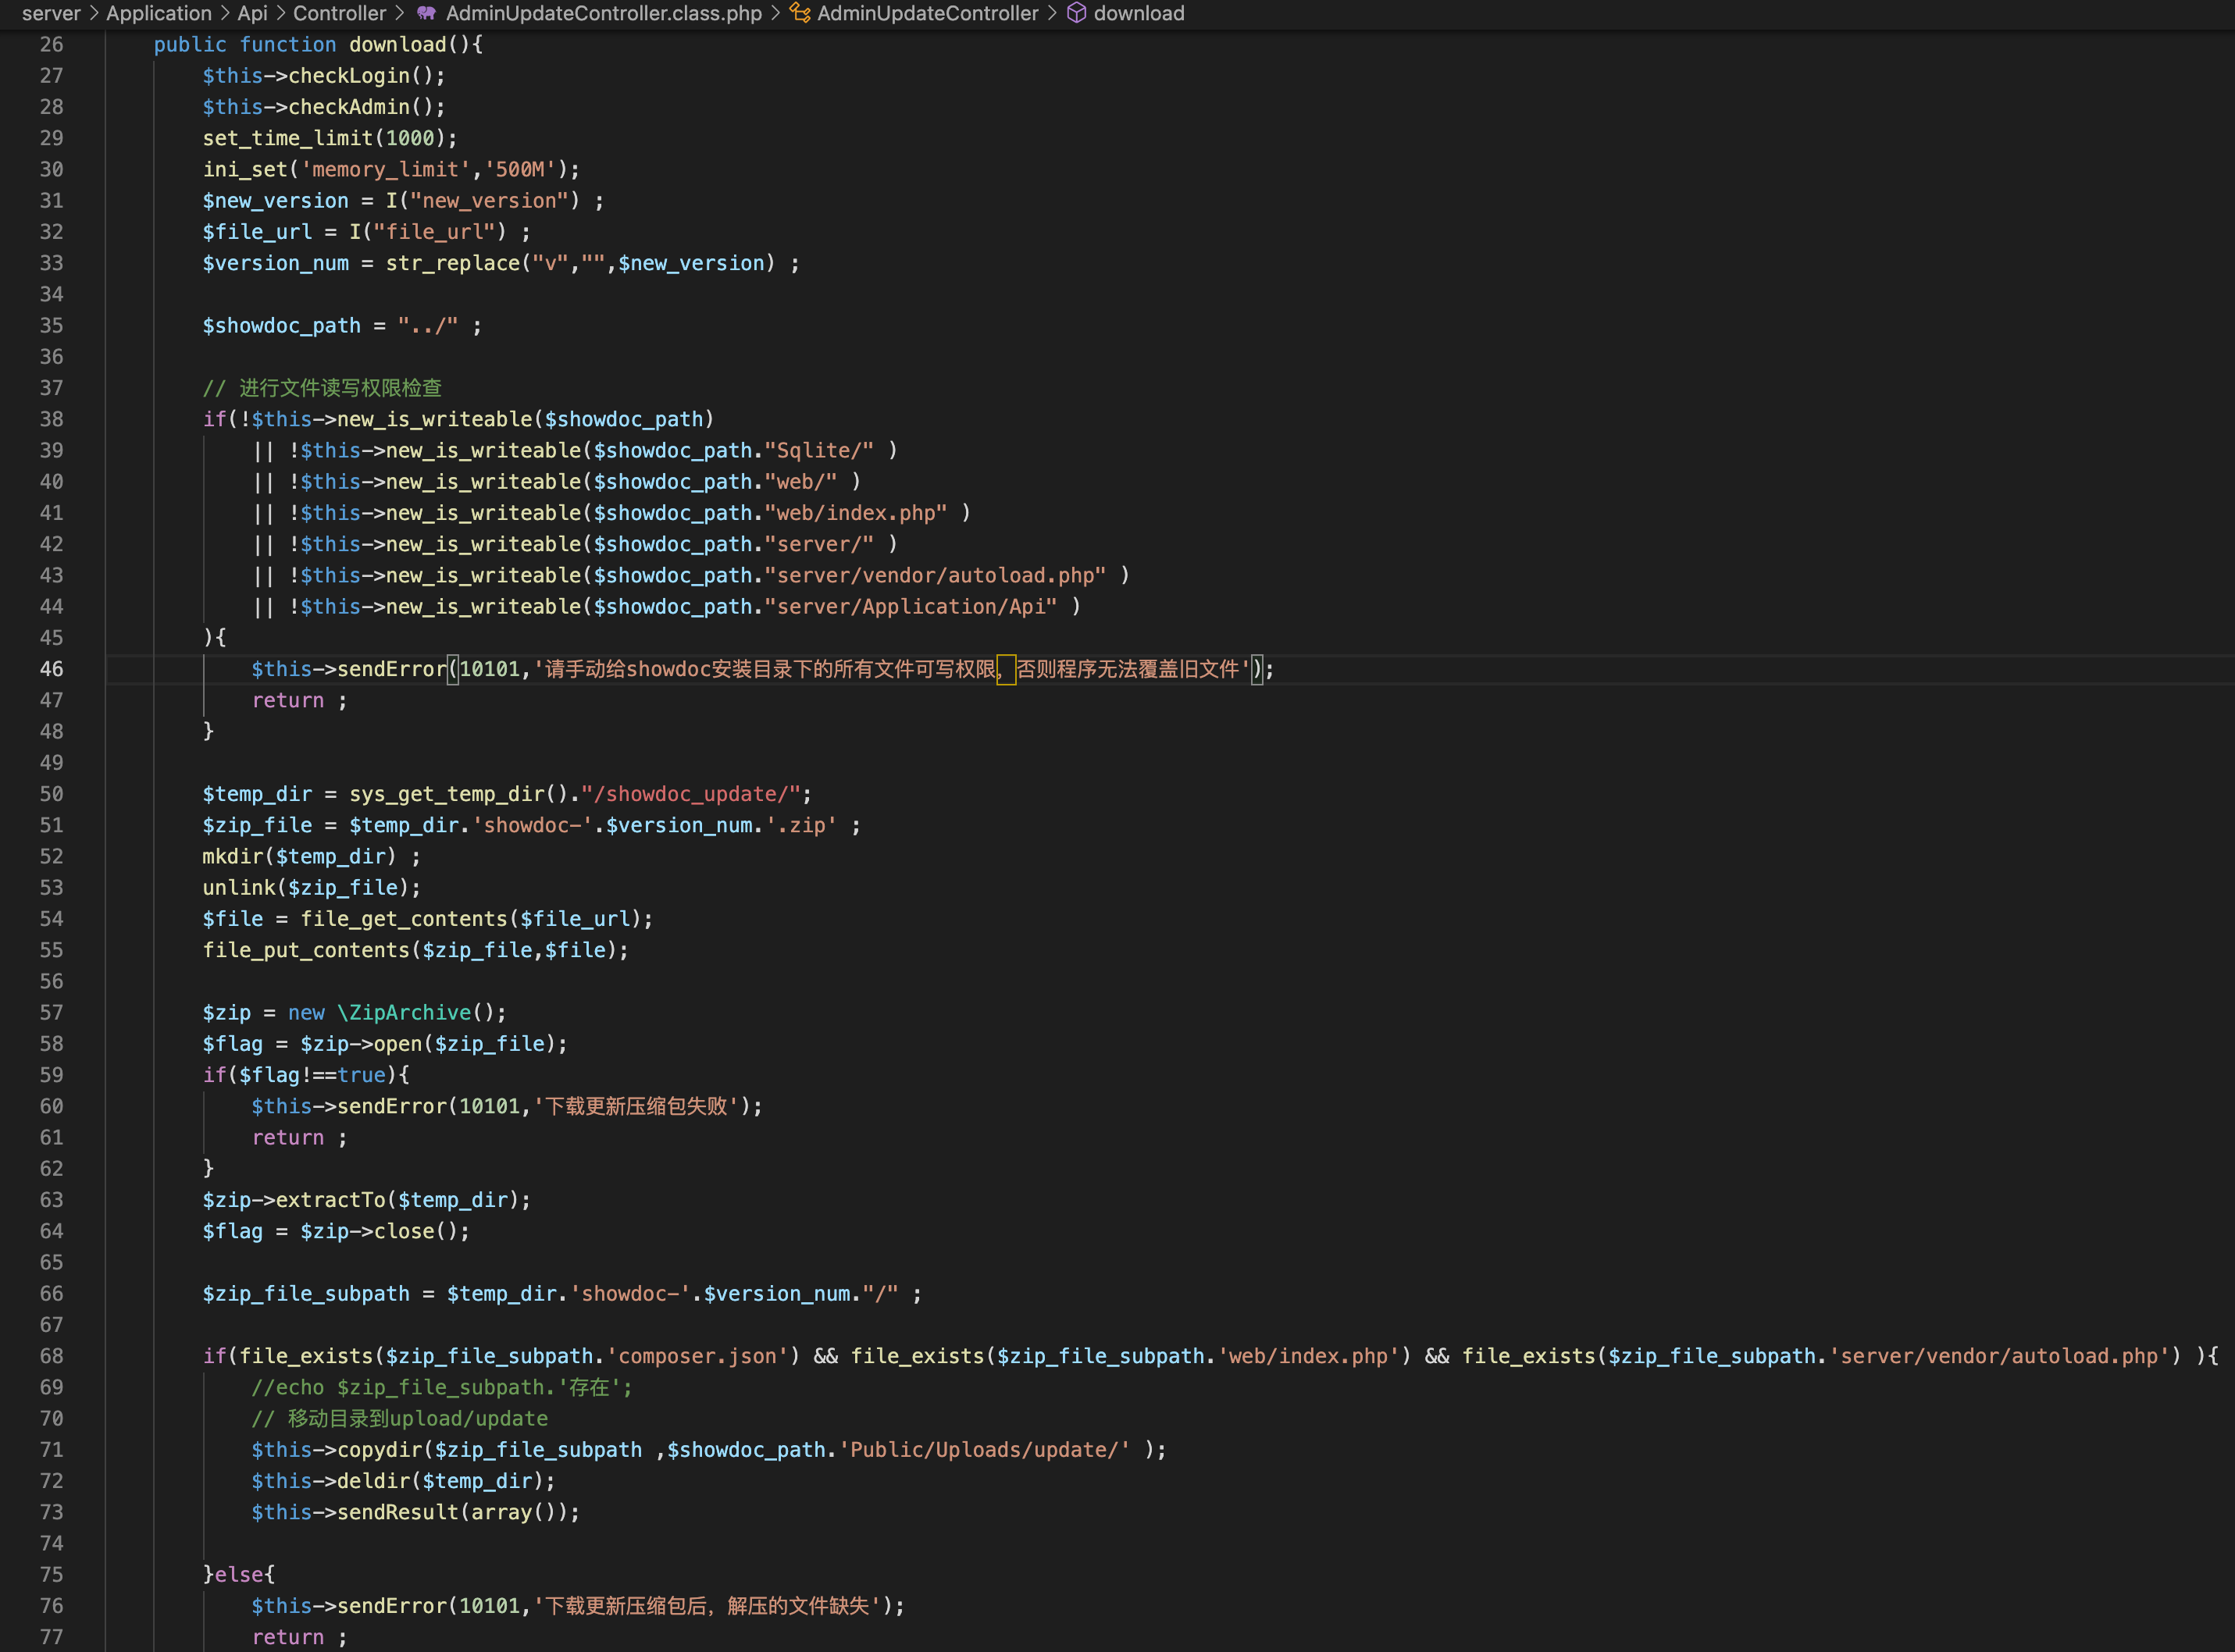 server > Application > Api > Controller > AdminUpdateController.class.php > AdminUpdateController > download
26 public function download(){
27 $this->checkLogin();
28 $this->checkAdmin();
29 set_time_limit(1000);
30 ini_set('memory_limit','500M');
31 $new_version = I("new_version") ;
32 $file_url = I("file_url") ;
33 $version_num = str_replace("v","",$new_version) ;
34
35 $showdoc_path = "../" ;
36
37 // 进行文件读写权限检查
38 if(!$this->new_is_writeable($showdoc_path)
39 || !$this->new_is_writeable($showdoc_path."Sqlite/" )
40 || !$this->new_is_writeable($showdoc_path."web/" )
41 || !$this->new_is_writeable($showdoc_path."web/index.php" )
42 || !$this->new_is_writeable($showdoc_path."server/" )
43 || !$this->new_is_writeable($showdoc_path."server/vendor/autoload.php" )
44 || !$this->new_is_writeable($showdoc_path."server/Application/Api" )
45 ){
46 $this->sendError(10101,'请手动给showdoc安装目录下的所有文件可写权限，否则程序无法覆盖旧文件');
47 return ;
48 }
49
50 $temp_dir = sys_get_temp_dir()."/showdoc_update/";
51 $zip_file = $temp_dir.'showdoc-'.$version_num.'.zip' ;
52 mkdir($temp_dir) ;
53 unlink($zip_file);
54 $file = file_get_contents($file_url);
55 file_put_contents($zip_file,$file);
56
57 $zip = new \ZipArchive();
58 $flag = $zip->open($zip_file);
59 if($flag!==true){
60 $this->sendError(10101,'下载更新压缩包失败');
61 return ;
62 }
63 $zip->extractTo($temp_dir);
64 $flag = $zip->close();
65
66 $zip_file_subpath = $temp_dir.'showdoc-'.$version_num."/" ;
67
68 if(file_exists($zip_file_subpath.'composer.json') && file_exists($zip_file_subpath.'web/index.php') && file_exists($zip_file_subpath.'server/vendor/autoload.php') ){
69 //echo $zip_file_subpath.'存在';
70 // 移动目录到upload/update
71 $this->copydir($zip_file_subpath ,$showdoc_path.'Public/Uploads/update/' );
72 $this->deldir($temp_dir);
73 $this->sendResult(array());
74
75 }else{
76 $this->sendError(10101,'下载更新压缩包后，解压的文件缺失');
77 return ;